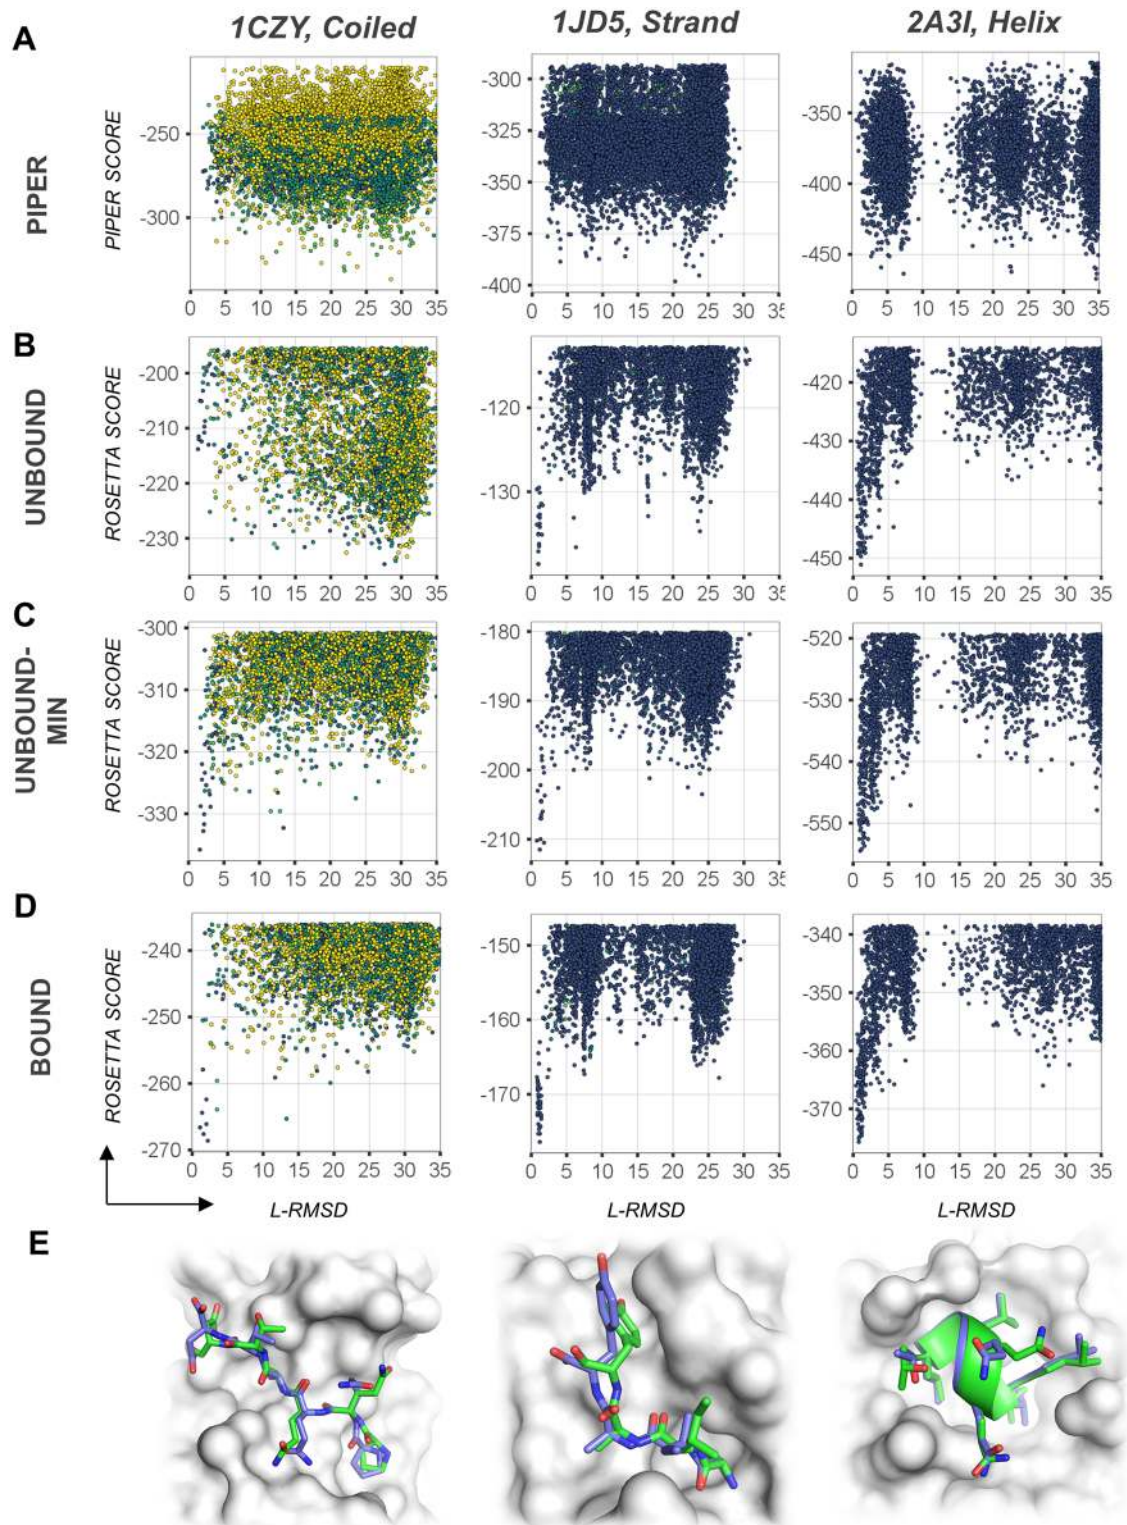 1CZY, Coiled 1JD5, Strand 2A3I, Helix
A
PIPER
PIPER SCORE
-250
-300
0 5 10 15 20 25 30 35
-300
-325
-350
-375
-400
0 5 10 15 20 25 30 35
-350
-400
-450
0 5 10 15 20 25 30 35
B
UNBOUND
ROSETTA SCORE
-200
-210
-220
-230
0 5 10 15 20 25 30 35
-120
-130
0 5 10 15 20 25 30 35
-420
-430
-440
-450
0 5 10 15 20 25 30 35
C
UNBOUND-
MIN
ROSETTA SCORE
-300
-310
-320
-330
0 5 10 15 20 25 30 35
-180
-190
-200
-210
0 5 10 15 20 25 30 35
-520
-530
-540
-550
0 5 10 15 20 25 30 35
D
BOUND
ROSETTA SCORE
-240
-250
-260
-270
0 5 10 15 20 25 30 35
-150
-160
-170
0 5 10 15 20 25 30 35
-340
-350
-360
-370
0 5 10 15 20 25 30 35
L-RMSD L-RMSD L-RMSD
E